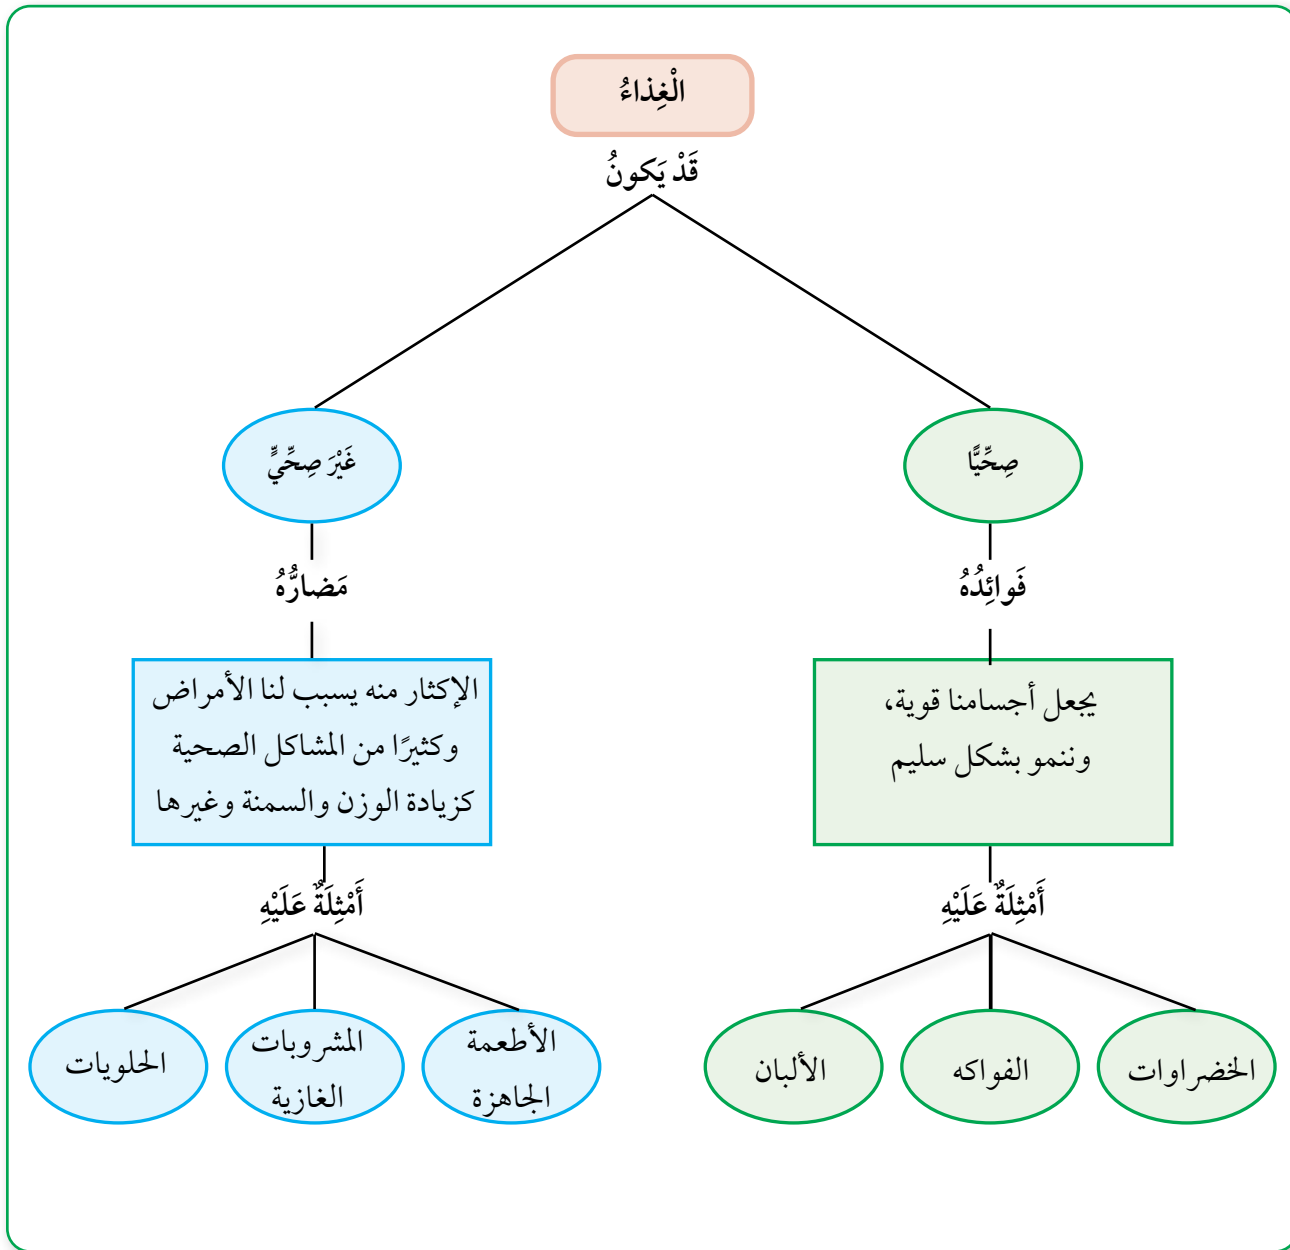 الْغِذاءُ
قَدْ يَكونُ
صِحِّيًّا
فَوائِدُهُ
يجعل أجسامنا قوية،
وننمو بشكل سليم
أَمْثِلَةٌ عَلَيْهِ
الخضراوات
الفواكه
الألبان
غَيْرَ صِحِّيٍّ
مَضارُّهُ
الإكثار منه يسبب لنا الأمراض
وكثيرًا من المشاكل الصحية
كزيادة الوزن والسمنة وغيرها
أَمْثِلَةٌ عَلَيْهِ
الأطعمة
الجاهزة
المشروبات
الغازية
الحلويات